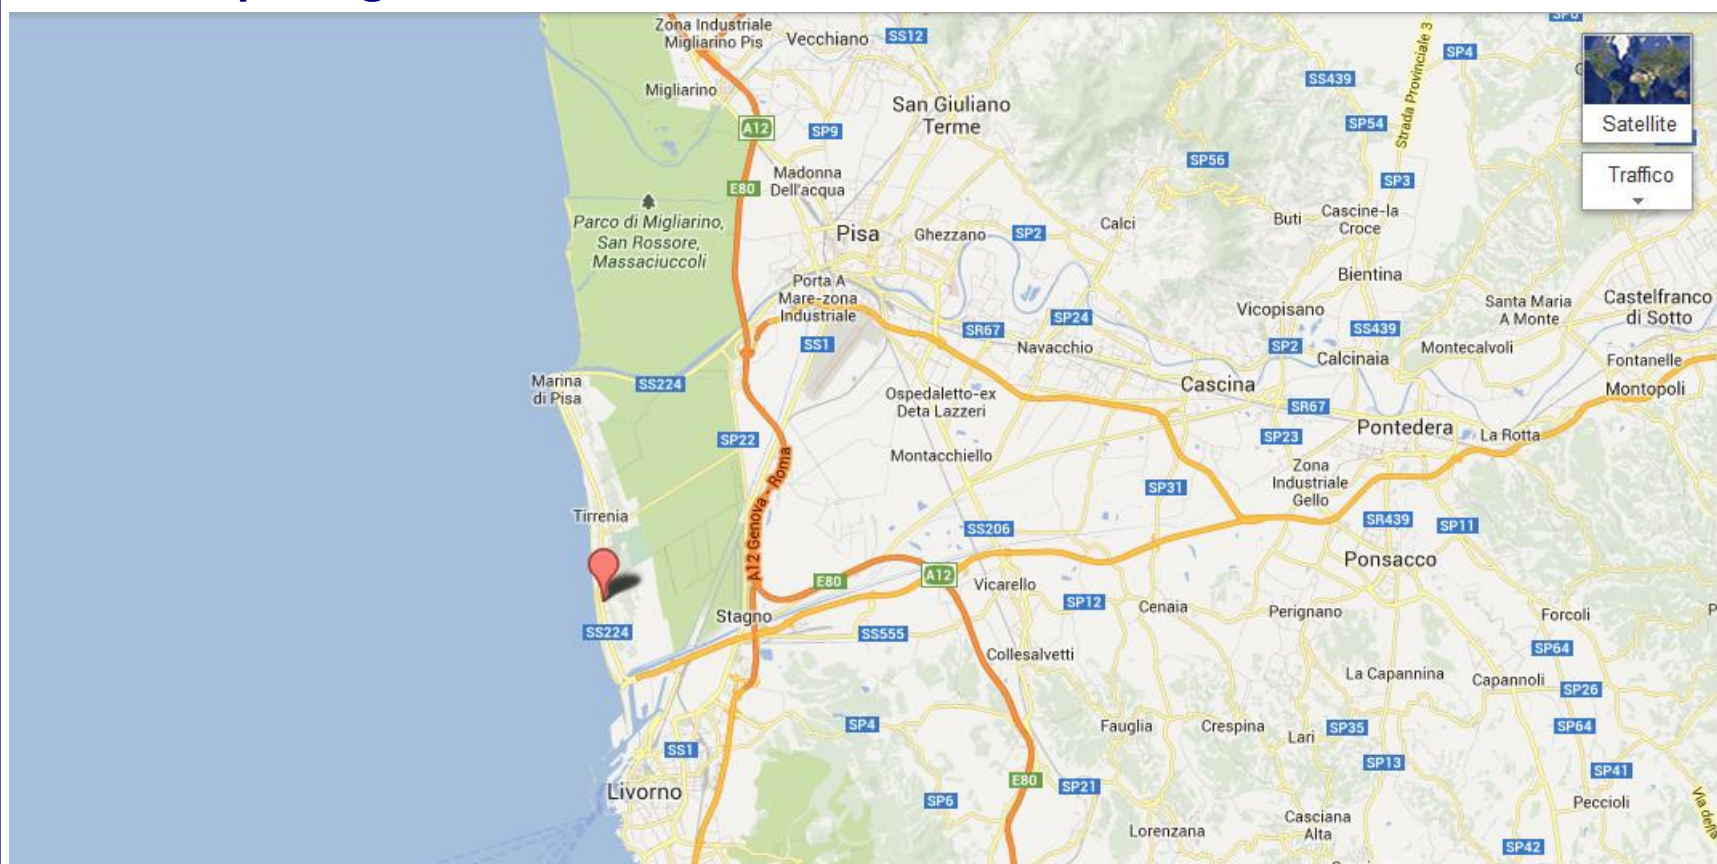 Zona Industriale
Migliarino Pis
Vecchiano
SS12
SP4
Satellite
Traffico
Migliarino
SS439
Strada Provinciale 3
San Giuliano
Terme
A12
SP9
SP54
SP56
Madonna
Dell'acqua
E80
SP3
Parco di Migliarino,
San Rossore,
Massaciuccoli
Pisa
Ghezzano
SP2
Calci
Buti
Cascine-la
Croce
Porta A
Mare-zona
Industriale
Bientina
Vicopisano
Santa Maria
A Monte
Castelfranco
di Sotto
SS1
SR67
SP24
SS439
Navacchio
SP2
Calcinaia
Montecalvoli
Fontanelle
Marina
di Pisa
SS224
Ospedaletto-ex
Deta Lazzeri
Cascina
Montopoli
SR67
SP22
SP23
Pontedera
La Rotta
Montacchiello
A12 Genova - Roma
Zona
Industriale
Gello
SP31
Tirrenia
SS206
SR439
SP11
Ponsacco
E80
A12
Vicarello
SP12
Cenaia
Perignano
Forcoli
Stagno
SS224
SS555
Collesalvetti
SP64
La Capannina
Capannoli
SP26
SP4
Fauglia
Crespina
Lari
SP35
SP64
SS1
SP13
Livorno
E80
SP21
SP41
SP6
Peccioli
Via della
Lorenzana
Casciana
Alta
SP42